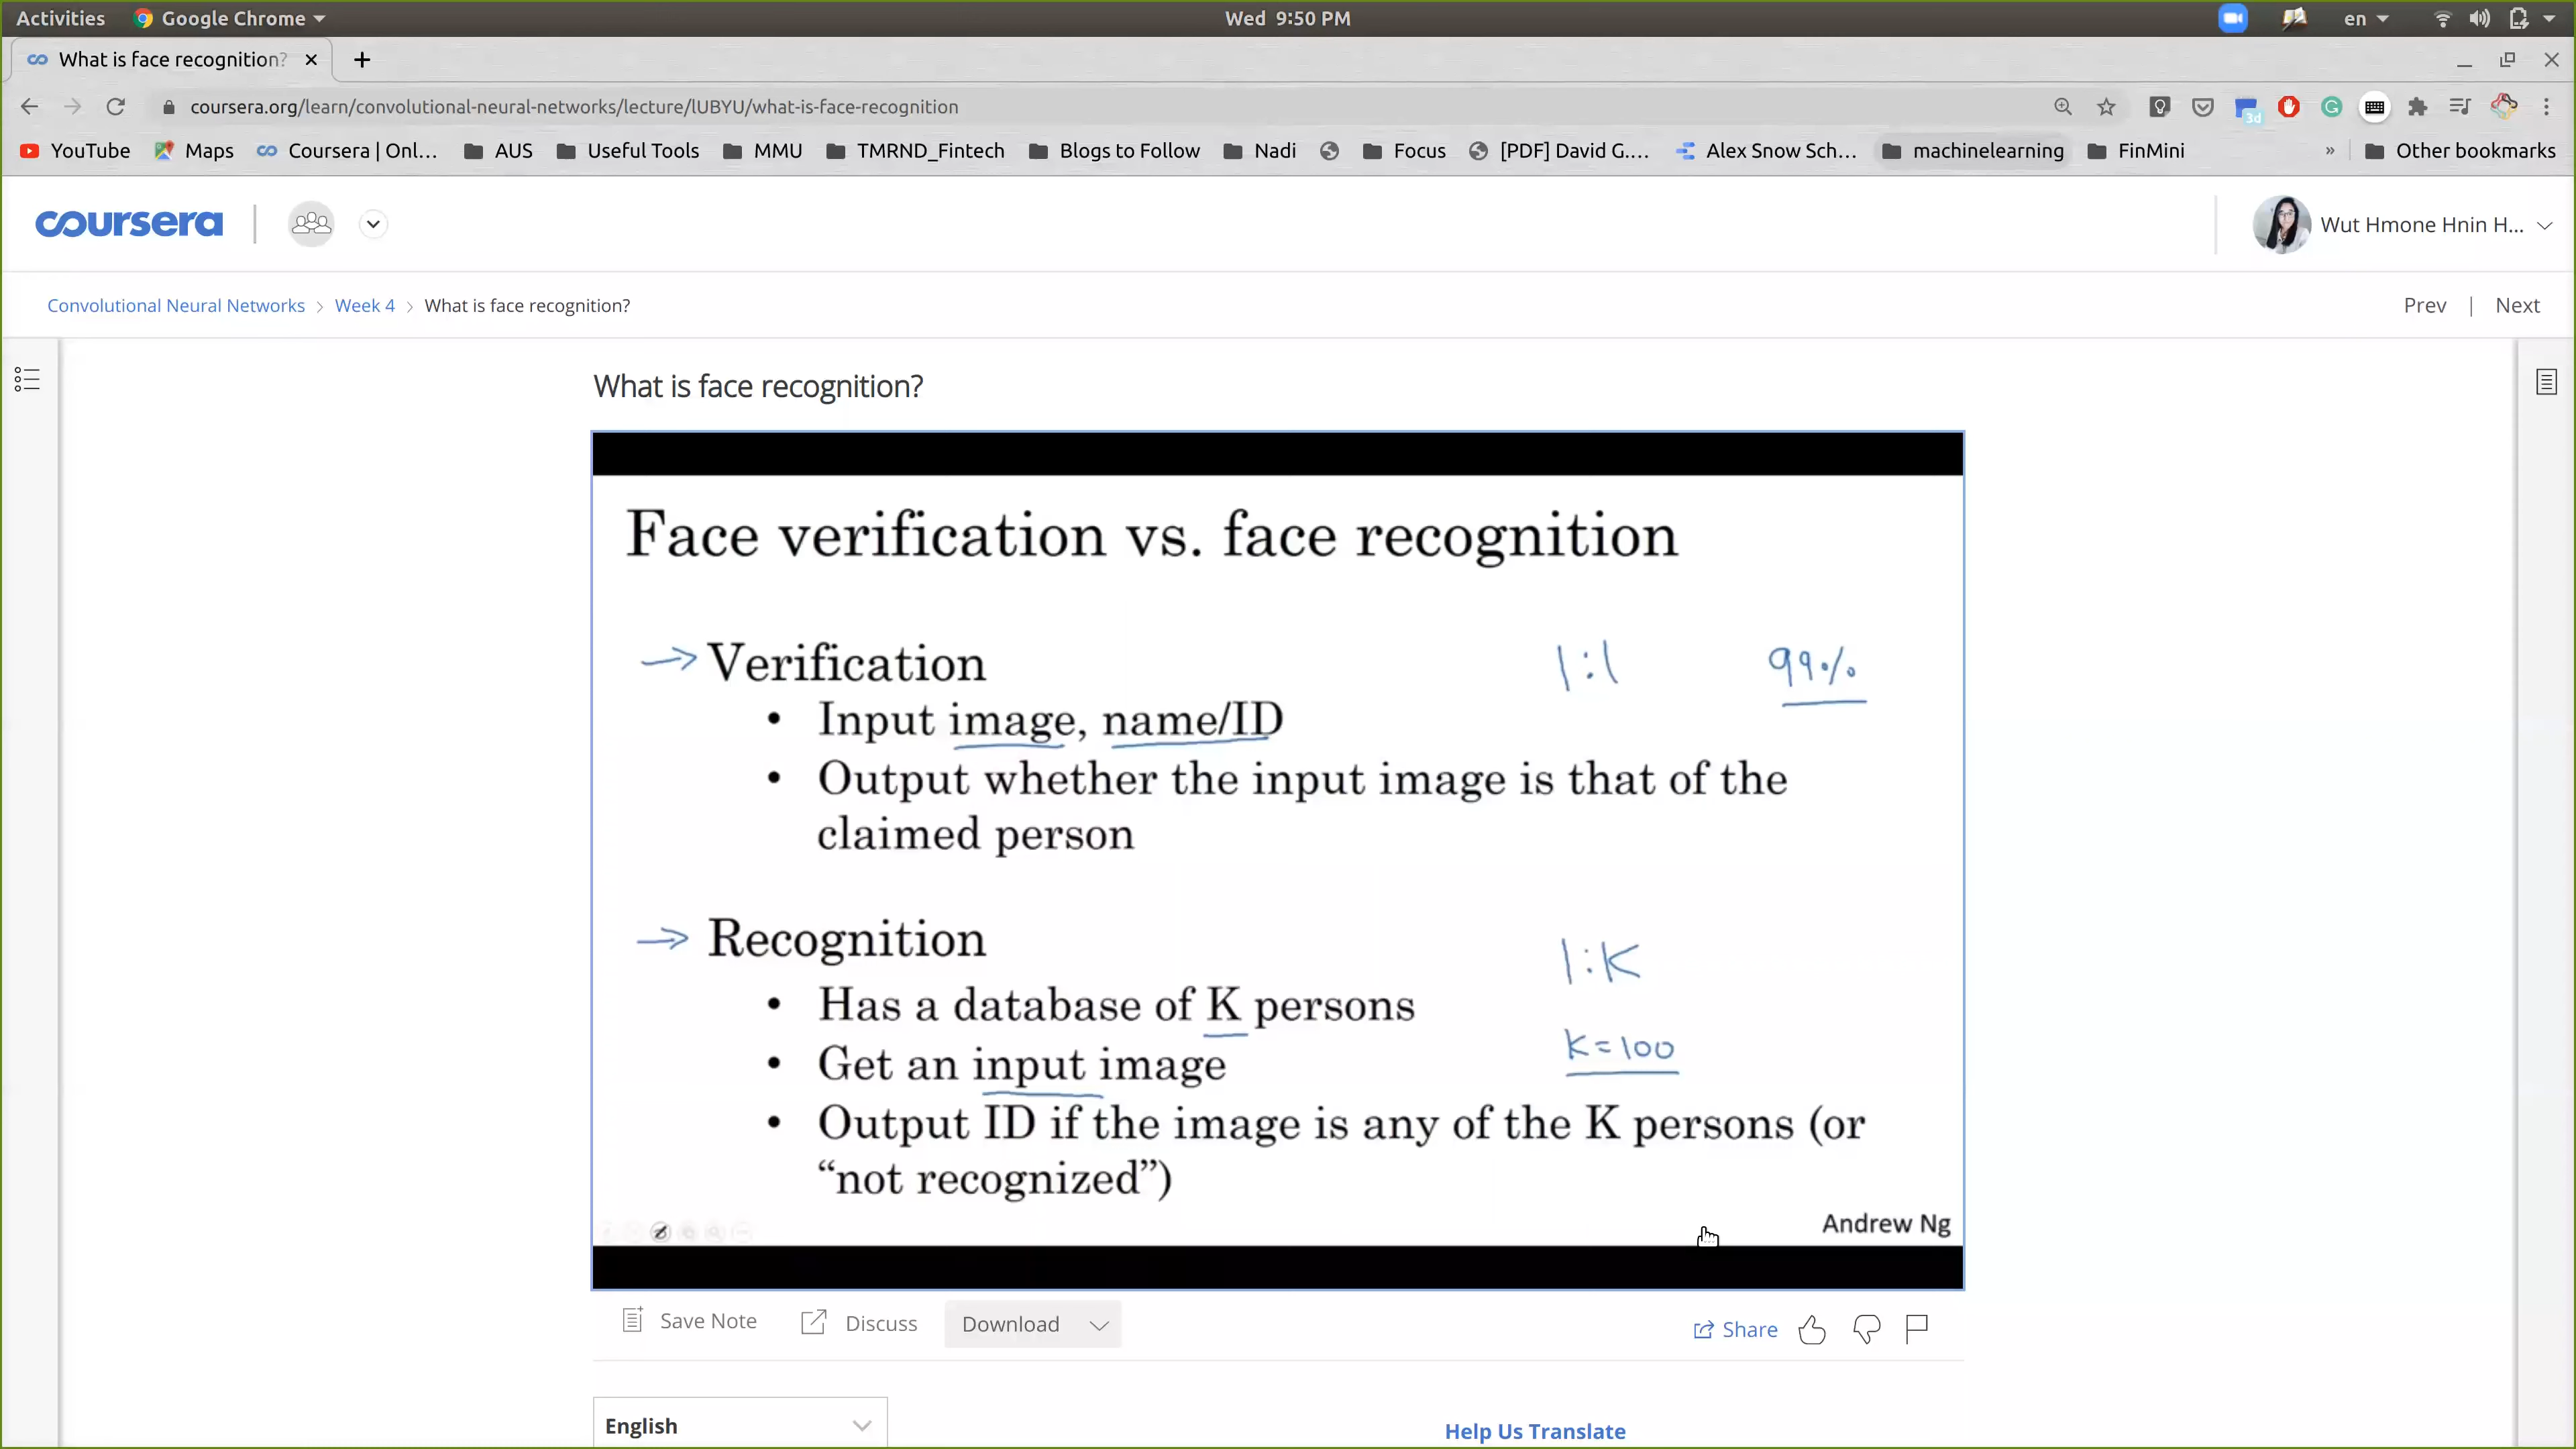 Activities Google Chrome Wed 9:50 PM en
What is face recognition?
coursera.org/learn/convolutional-neural-networks/lecture/lUBYU/what-is-face-recognition 3d
YouTube Maps Coursera | Onl... AUS Useful Tools MMU TMRND_Fintech Blogs to Follow Nadi Focus [PDF] David G.... Alex Snow Sch... machinelearning FinMini » Other bookmarks
coursera Wut Hmone Hnin H...
Convolutional Neural Networks > Week 4 > What is face recognition? Prev | Next
What is face recognition?
Face verification vs. face recognition
→ Verification 1:1 99%
• Input image, name/ID
• Output whether the input image is that of the
claimed person
→ Recognition 1:K
• Has a database of K persons
K=100
• Get an input image
• Output ID if the image is any of the K persons (or
“not recognized”)
Andrew Ng
Save Note Discuss Download Share
English
Help Us Translate